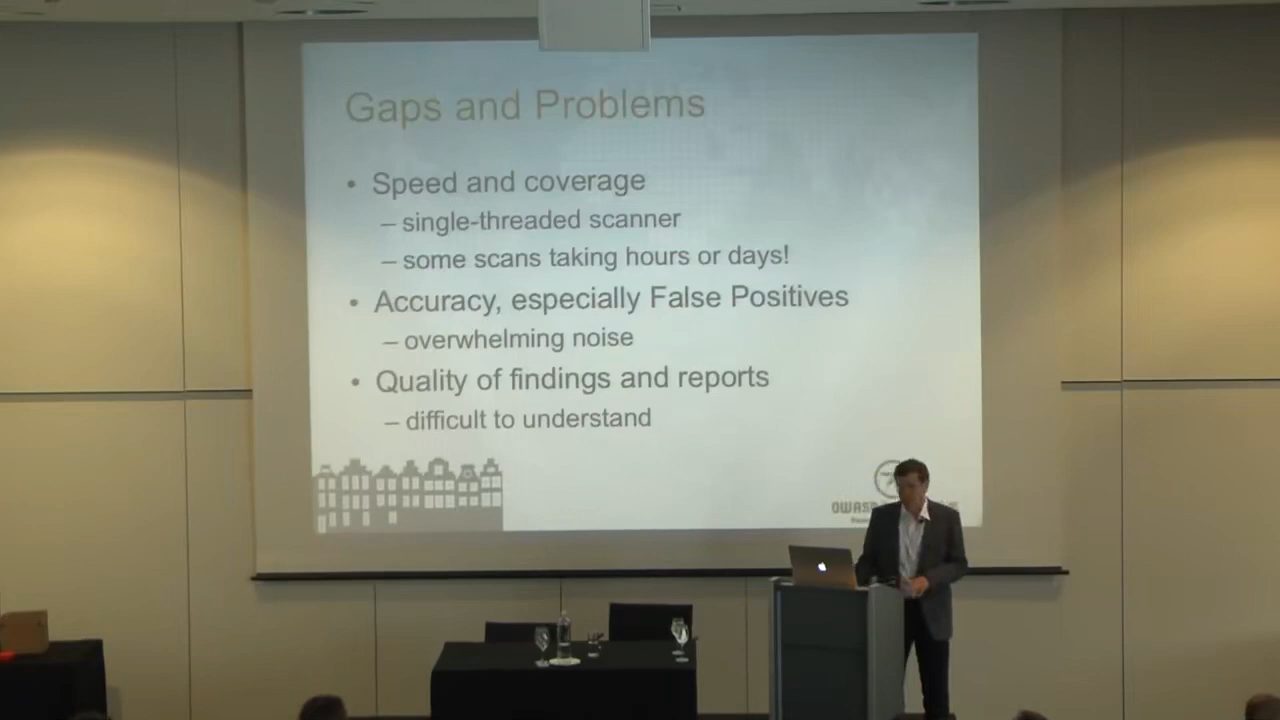 Gaps and Problems
• Speed and coverage
– single-threaded scanner
– some scans taking hours or days!
• Accuracy, especially False Positives
– overwhelming noise
• Quality of findings and reports
– difficult to understand